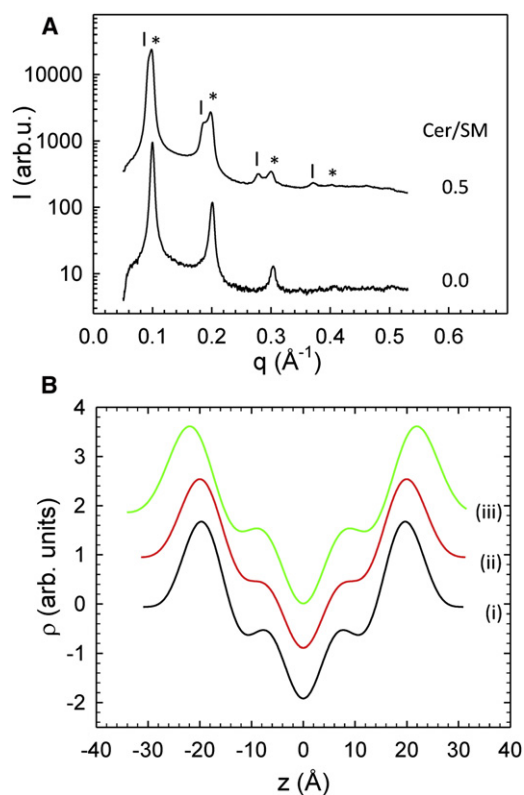 A
I (arb.u.)
10000
1000
100
10
I * I * I * I *
Cer/SM
0.5
0.0
0.0 0.1 0.2 0.3 0.4 0.5 0.6
q (Å-1)
B
ρ (arb. units)
4
3
2
1
0
-1
-2
(iii)
(ii)
(i)
-40 -30 -20 -10 0 10 20 30 40
z (Å)